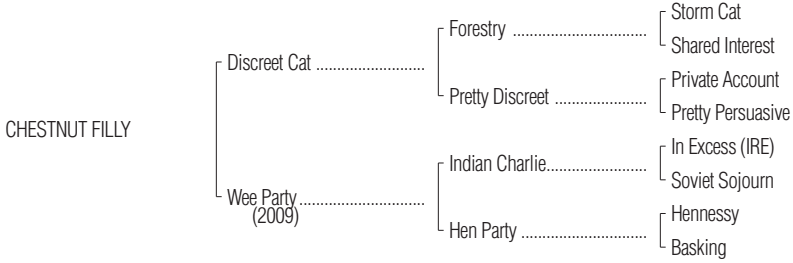 Storm Cat
Forestry ................................
Shared Interest
Discreet Cat ..........................
Private Account
Pretty Discreet ......................
Pretty Persuasive
CHESTNUT FILLY
In Excess (IRE)
Indian Charlie........................
Soviet Sojourn
Wee Party..............................
(2009)
Hennessy
Hen Party ..............................
Basking